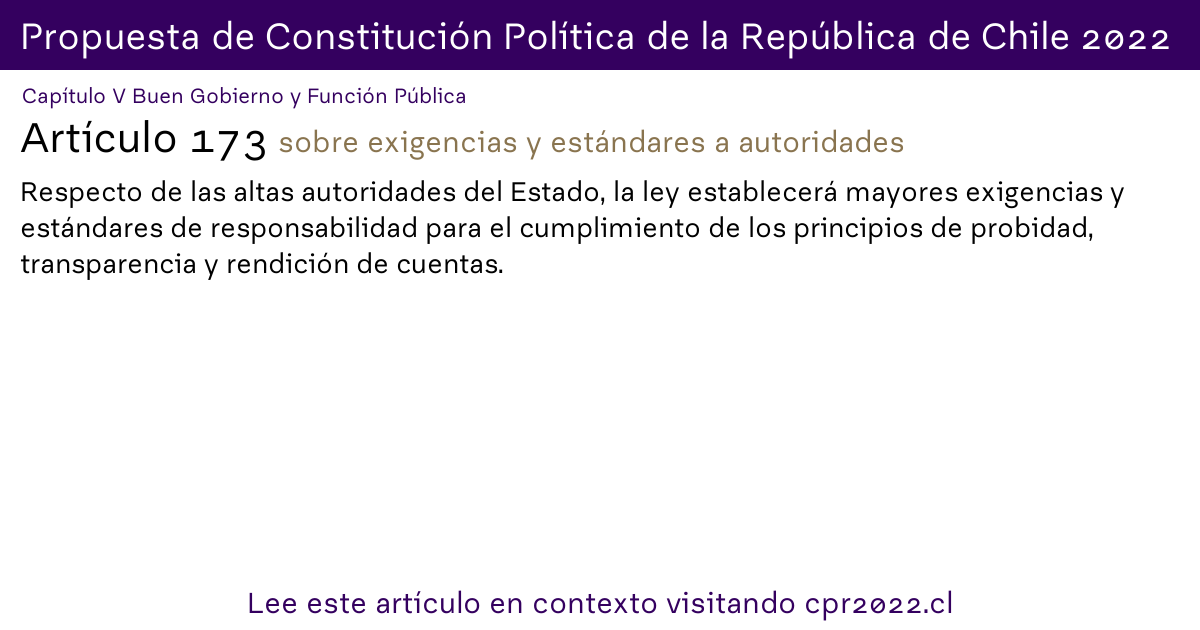 Propuesta de Constitución Política de la República de Chile 2022
Capítulo V Buen Gobierno y Función Pública
Artículo 173 sobre exigencias y estándares a autoridades
Respecto de las altas autoridades del Estado, la ley establecerá mayores exigencias y
estándares de responsabilidad para el cumplimiento de los principios de probidad,
transparencia y rendición de cuentas.
Lee este artículo en contexto visitando cpr2022.cl